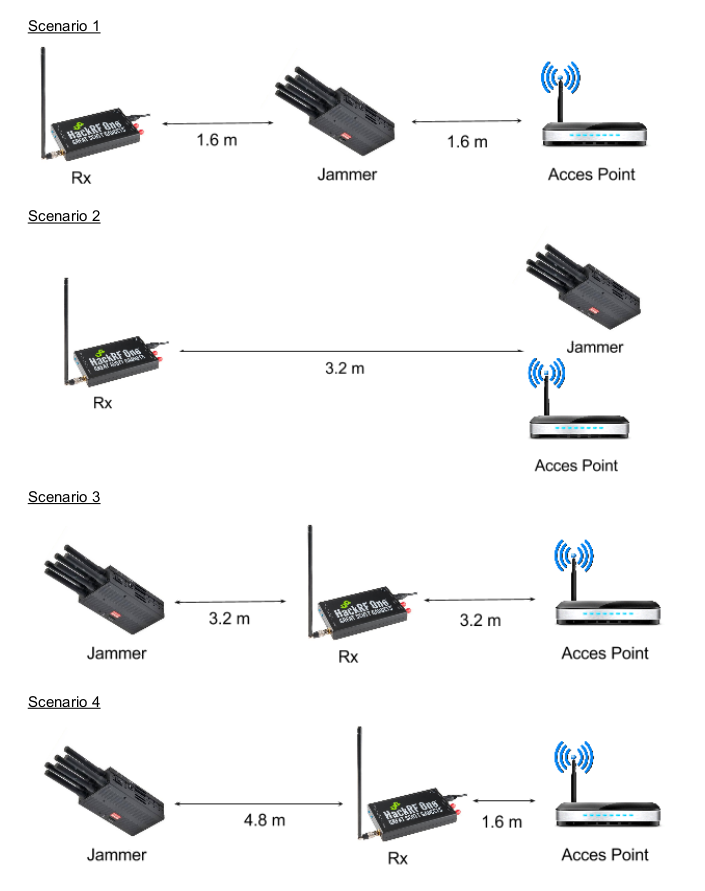 Scenario 1
HackRF One
GREAT SCOTT GADGETS
1.6 m
1.6 m
Rx
Jammer
Acces Point
Scenario 2
Jammer
HackRF One
GREAT SCOTT GADGETS
3.2 m
Rx
Acces Point
Scenario 3
HackRF One
GREAT SCOTT GADGETS
3.2 m
3.2 m
Jammer
Rx
Acces Point
Scenario 4
HackRF One
GREAT SCOTT GADGETS
4.8 m
1.6 m
Jammer
Rx
Acces Point